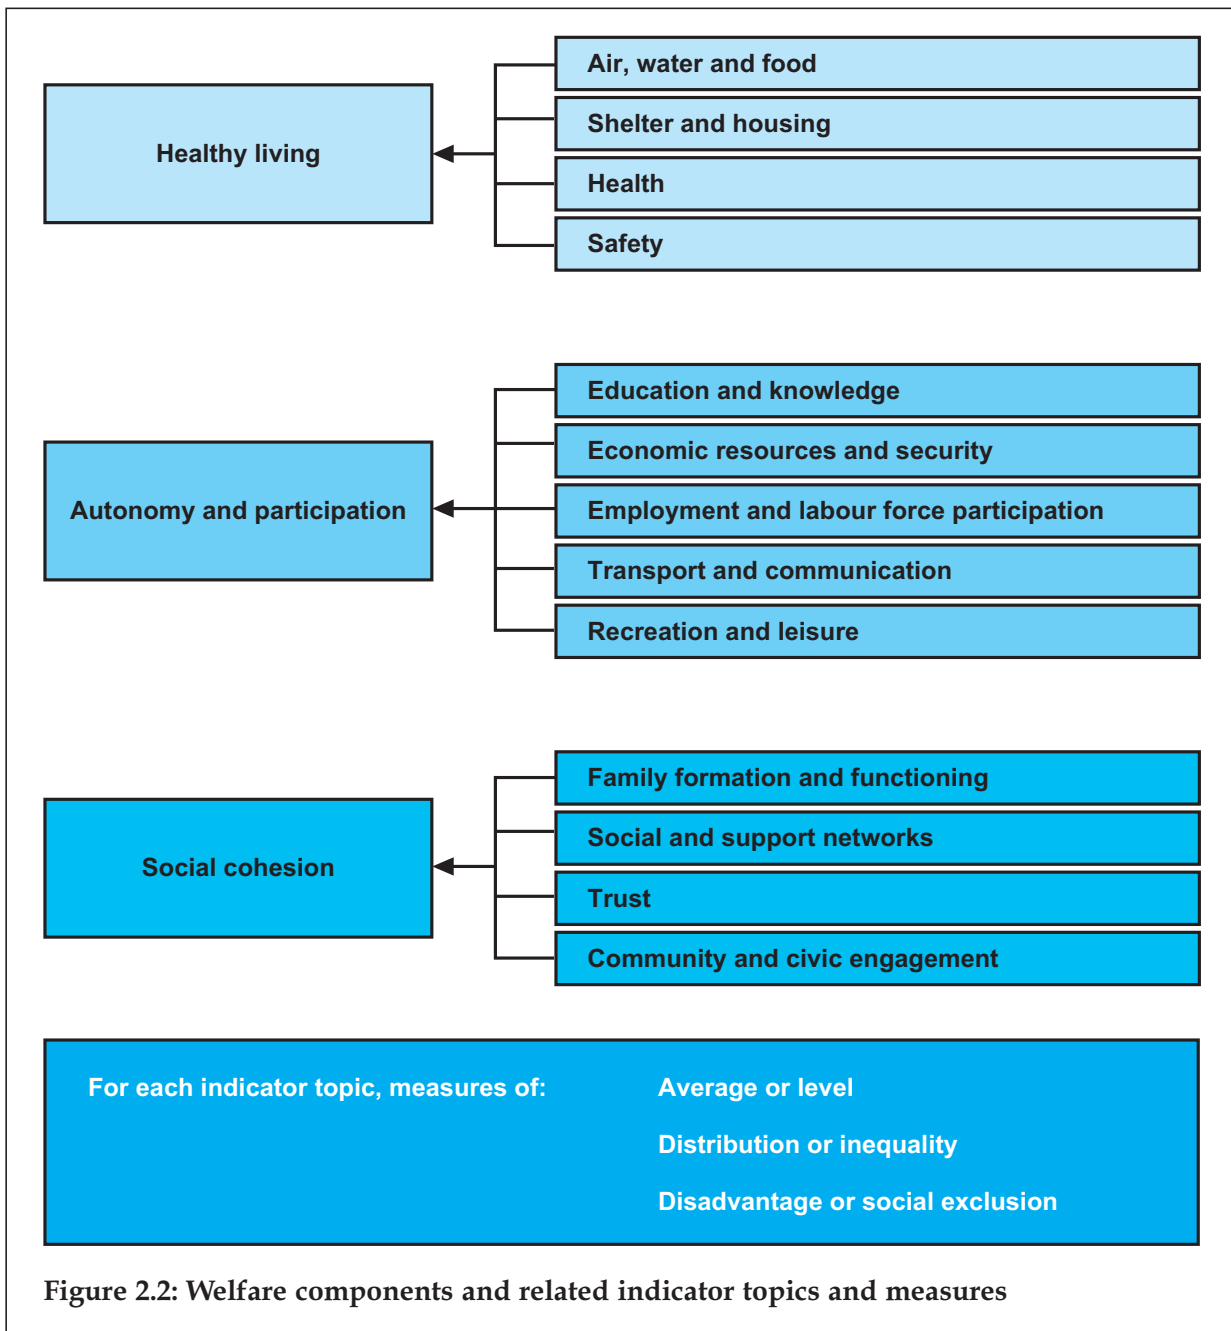 Healthy living
Air, water and food
Shelter and housing
Health
Safety
Autonomy and participation
Education and knowledge
Economic resources and security
Employment and labour force participation
Transport and communication
Recreation and leisure
Social cohesion
Family formation and functioning
Social and support networks
Trust
Community and civic engagement
For each indicator topic, measures of:
Average or level
Distribution or inequality
Disadvantage or social exclusion
Figure 2.2: Welfare components and related indicator topics and measures